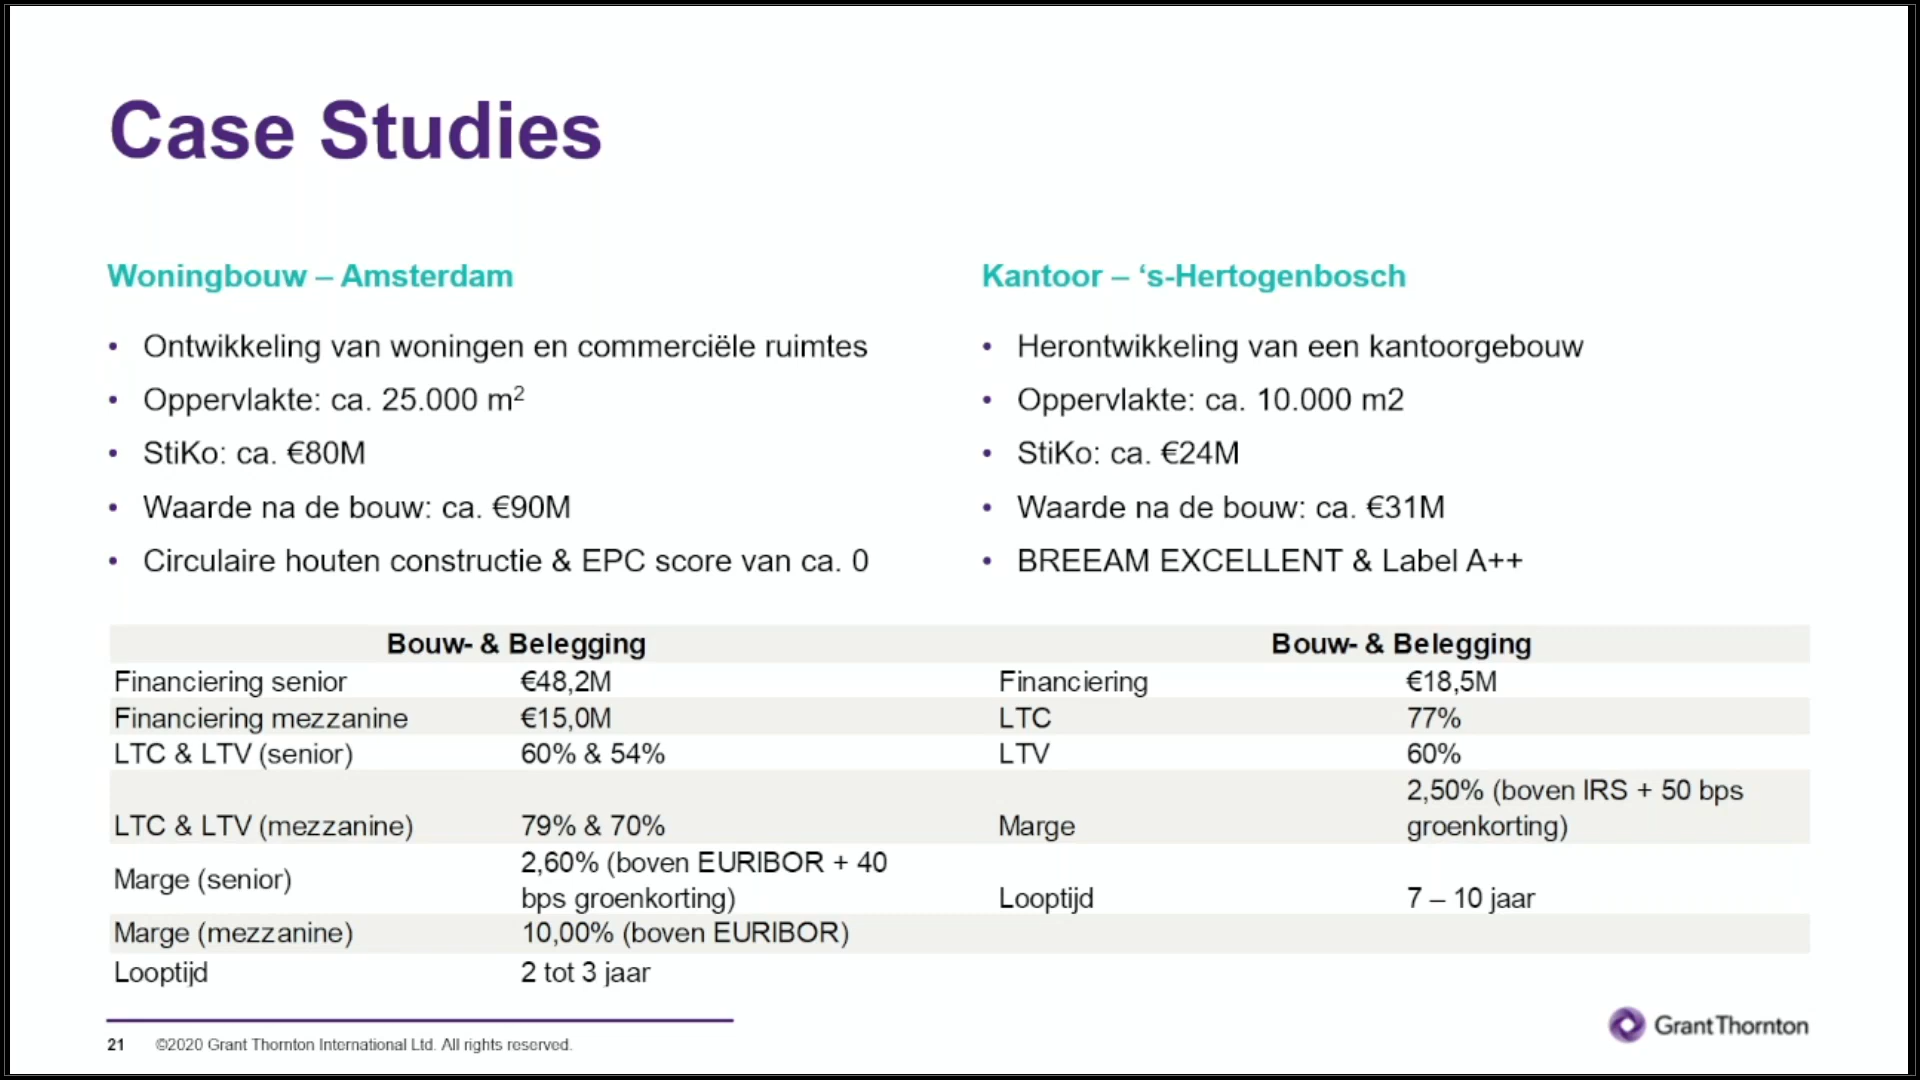 Case Studies
Woningbouw – Amsterdam
• Ontwikkeling van woningen en commerciële ruimtes
• Oppervlakte: ca. 25.000 m²
• StiKo: ca. €80M
• Waarde na de bouw: ca. €90M
• Circulaire houten constructie & EPC score van ca. 0
Kantoor – ‘s-Hertogenbosch
• Herontwikkeling van een kantoorgebouw
• Oppervlakte: ca. 10.000 m2
• StiKo: ca. €24M
• Waarde na de bouw: ca. €31M
• BREEAM EXCELLENT & Label A++
Bouw- & Belegging
Financiering senior €48,2M
Financiering mezzanine €15,0M
LTC & LTV (senior) 60% & 54%
LTC & LTV (mezzanine) 79% & 70%
Marge (senior) 2,60% (boven EURIBOR + 40
bps groenkorting)
Marge (mezzanine) 10,00% (boven EURIBOR)
Looptijd 2 tot 3 jaar
Bouw- & Belegging
Financiering €18,5M
LTC 77%
LTV 60%
Marge 2,50% (boven IRS + 50 bps
groenkorting)
Looptijd 7 – 10 jaar
21 ©2020 Grant Thornton International Ltd. All rights reserved.
Grant Thornton